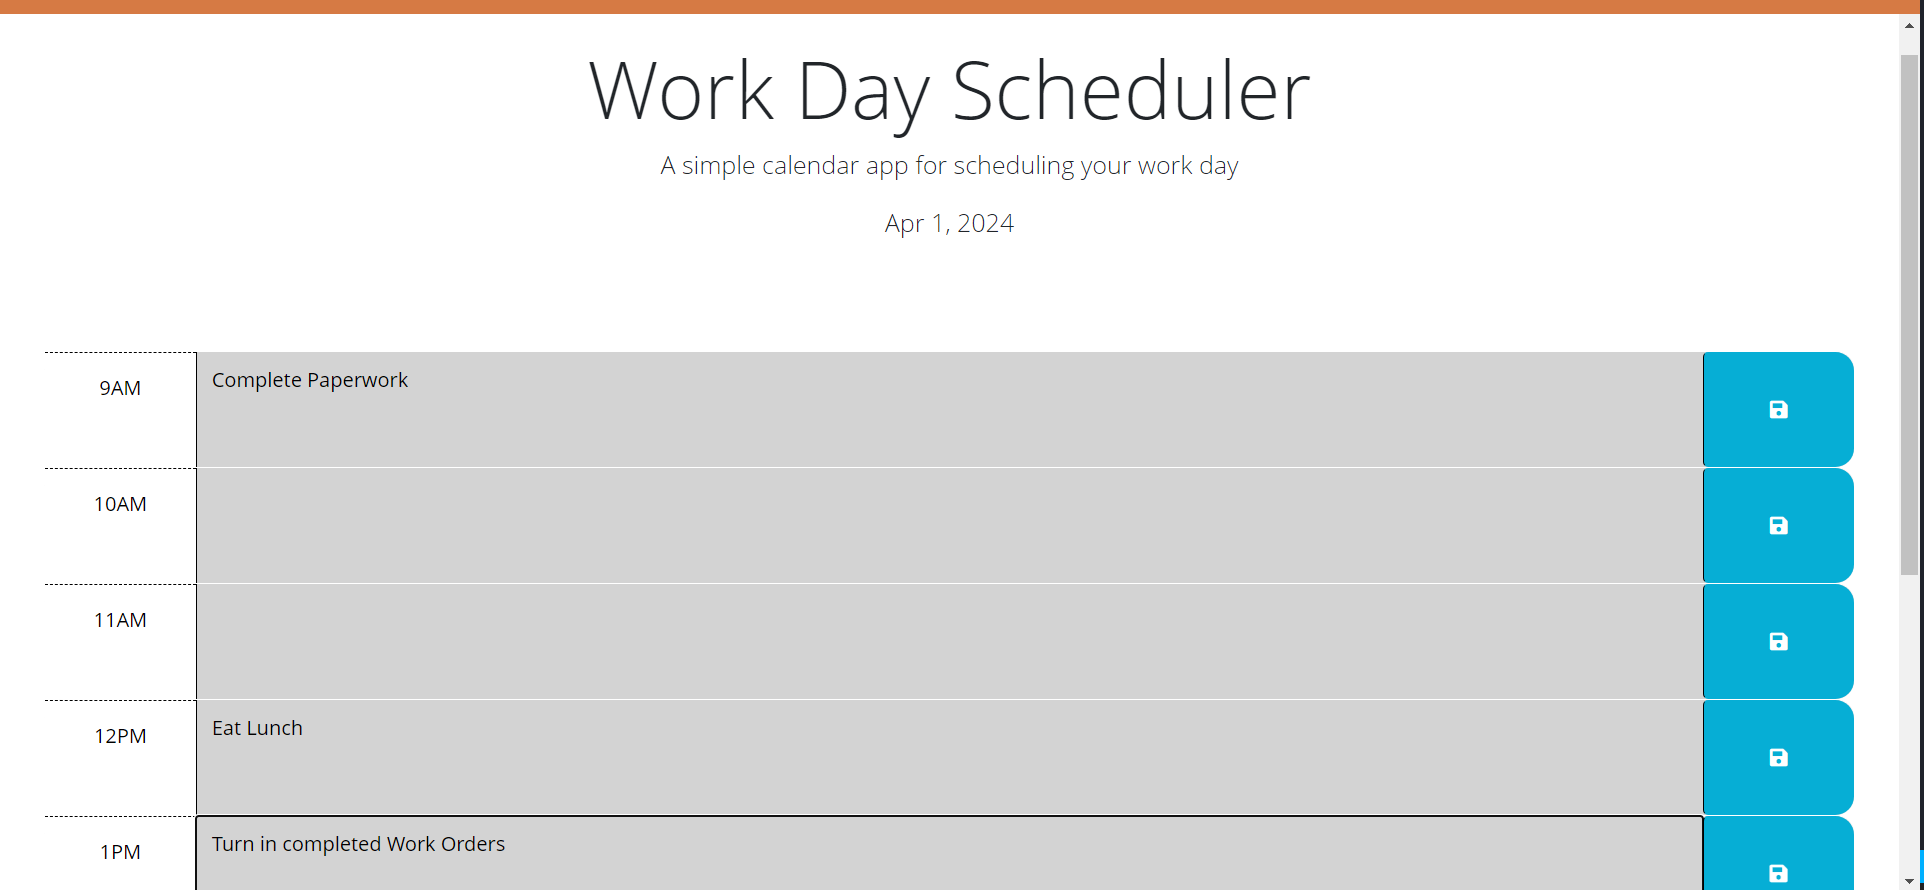 Work Day Scheduler
A simple calendar app for scheduling your work day
Apr 1, 2024
9AM
Complete Paperwork
10AM
11AM
12PM
Eat Lunch
1PM
Turn in completed Work Orders